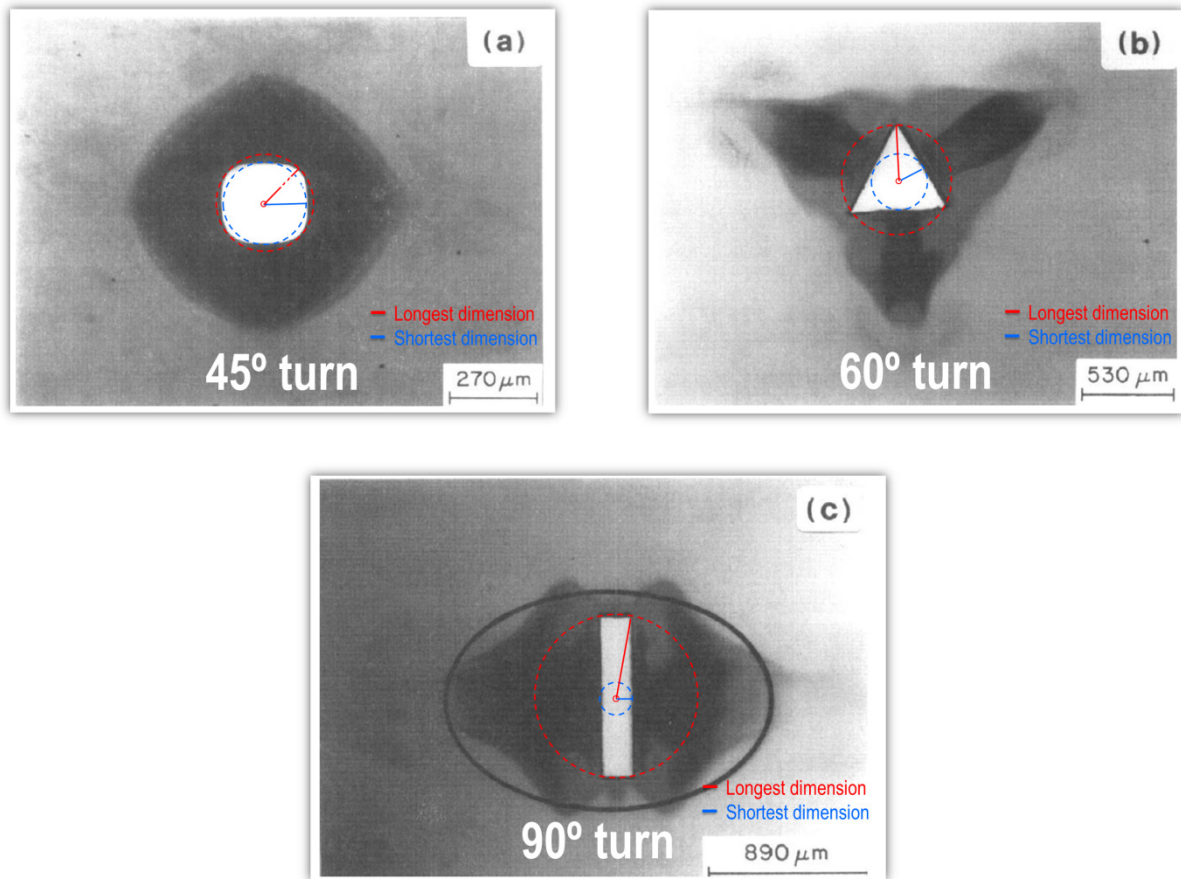 (a)
Longest dimension
Shortest dimension
45º turn
270 μm
(b)
Longest dimension
Shortest dimension
60º turn
530 μm
(c)
Longest dimension
Shortest dimension
90º turn
890 μm